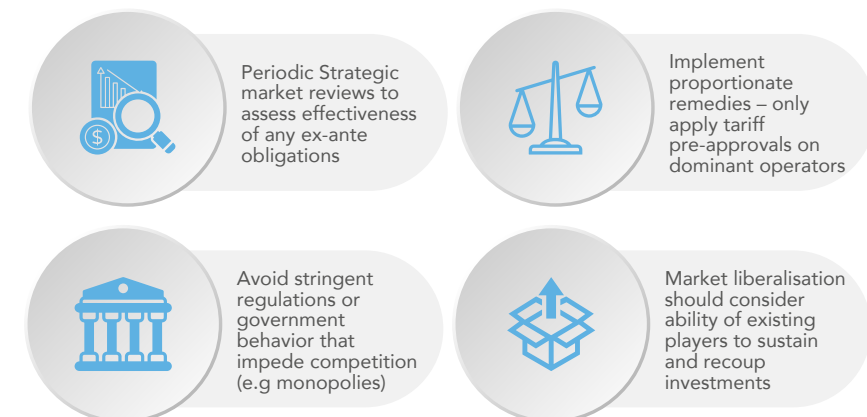 Periodic Strategic
market reviews to
assess effectiveness
of any ex-ante
obligations
Implement
proportionate
remedies – only
apply tariff
pre-approvals on
dominant operators
$
Avoid stringent
regulations or
government
behavior that
impede competition
(e.g monopolies)
Market liberalisation
should consider
ability of existing
players to sustain
and recoup
investments